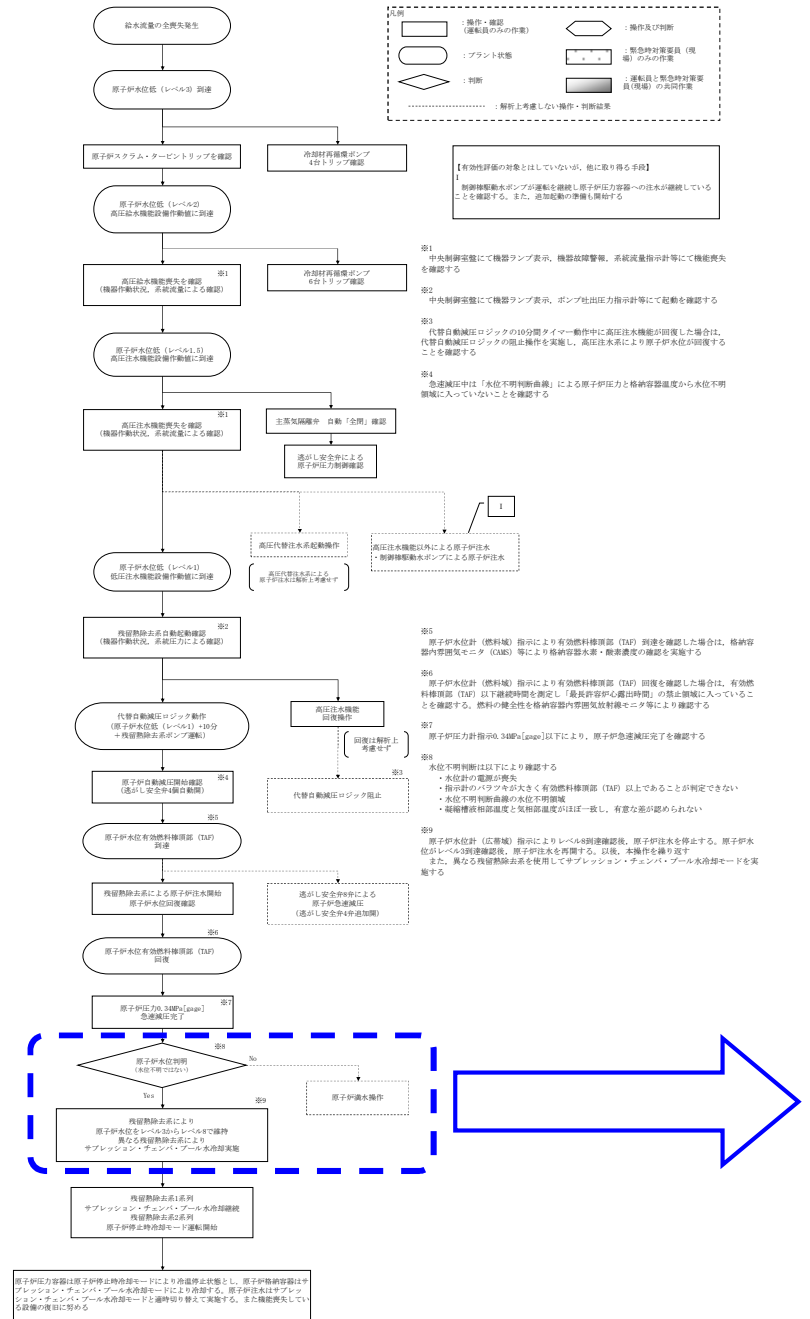 給水流量の全喪失発生
原子炉水位低（レベル3）到達
原子炉スクラム・タービントリップを確認
冷却材再循環ポンプ
4台トリップ確認
原子炉水位低（レベル2）
高圧給水機能設備作動値に到達
※1
高圧給水機能喪失を確認
（機器作動状況，系統流量による確認）
冷却材再循環ポンプ
6台トリップ確認
原子炉水位低（レベル1.5）
高圧注水機能設備作動値に到達
※1
高圧注水機能喪失を確認
（機器作動状況，系統流量による確認）
主蒸気隔離弁　自動「全閉」確認
逃がし安全弁による
原子炉圧力制御確認
I
高圧代替注水系起動操作
高圧代替注水系による
原子炉注水は解析上考慮せず
高圧注水機能以外による原子炉注水
・制御棒駆動水ポンプによる原子炉注水
原子炉水位低（レベル1）
低圧注水機能設備作動値に到達
※2
残留熱除去系自動起動確認
（機器作動状況，系統圧力による確認）
代替自動減圧ロジック動作
（原子炉水位低（レベル1）+10分
＋残留熱除去系ポンプ運転）
高圧注水機能
回復操作
回復は解析上
考慮せず
※3
代替自動減圧ロジック阻止
※4
原子炉自動減圧開始確認
（逃がし安全弁4個自動開）
※5
原子炉水位有効燃料棒頂部（TAF）
到達
残留熱除去系による原子炉注水開始
原子炉水位回復確認
逃がし安全弁8弁による
原子炉急速減圧
（逃がし安全弁4弁追加開）
※6
原子炉水位有効燃料棒頂部（TAF）
回復
※7
原子炉圧力0.34MPa[gage]
急速減圧完了
※8
原子炉水位判明
（水位不明ではない）
No
原子炉満水操作
Yes
※9
残留熱除去系により
原子炉水位をレベル3からレベル8で維持
異なる残留熱除去系により
サプレッション・チェンバ・プール水冷却実施
残留熱除去系1系列
サプレッション・チェンバ・プール水冷却継続
残留熱除去系2系列
原子炉停止時冷却モード運転開始
原子炉圧力容器は原子炉停止時冷却モードにより冷温停止状態とし，原子炉格納容器はサ
プレッション・チェンバ・プール水冷却モードにより冷却する。原子炉注水はサプレッ
ション・チェンバ・プール水冷却モードと適時切り替えて実施する。また機能喪失してい
る設備の復旧に努める
凡例
：操作・確認
（運転員のみの作業）
：操作及び判断
：プラント状態
：緊急時対策要員（現
場）のみの作業
：判断
：運転員と緊急時対策要
員(現場）の共同作業
：解析上考慮しない操作・判断結果
【有効性評価の対象とはしていないが，他に取り得る手段】
I
制御棒駆動水ポンプが運転を継続し原子炉圧力容器への注水が継続している
ことを確認する。また，追加起動の準備も開始する
※1
中央制御室盤にて機器ランプ表示，機器故障警報，系統流量指示計等にて機能喪失
を確認する
※2
中央制御室盤にて機器ランプ表示，ポンプ吐出圧力指示計等にて起動を確認する
※3
代替自動減圧ロジックの10分間タイマー動作中に高圧注水機能が回復した場合は，
代替自動減圧ロジックの阻止操作を実施し，高圧注水系により原子炉水位が回復する
ことを確認する
※4
急速減圧中は「水位不明判断曲線」による原子炉圧力と格納容器温度から水位不明
領域に入っていないことを確認する
※5
原子炉水位計（燃料域）指示により有効燃料棒頂部（TAF）到達を確認した場合は，格納容
器内雰囲気モニタ（CAMS）等により格納容器水素・酸素濃度の確認を実施する
※6
原子炉水位計（燃料域）指示により有効燃料棒頂部（TAF）回復を確認した場合は，有効燃
料棒頂部（TAF）以下継続時間を測定し「最長許容炉心露出時間」の禁止領域に入っていること
を確認する。燃料の健全性を格納容器内雰囲気放射線モニタ等により確認する
※7
原子炉圧力計指示0.34MPa[gage]以下により，原子炉急速減圧完了を確認する
※8
水位不明判断は以下により確認する
・水位計の電源が喪失
・指示計のバラツキが大きく有効燃料棒頂部（TAF）以上であることが判定できない
・水位不明判断曲線の水位不明領域
・凝縮槽液相部温度と気相部温度がほぼ一致し，有意な差が認められない
※9
原子炉水位計（広帯域）指示によりレベル8到達確認後，原子炉注水を停止する。原子炉水
位がレベル3到達確認後，原子炉注水を再開する。以後，本操作を繰り返す
また，異なる残留熱除去系を使用してサプレッション・チェンバ・プール水冷却モードを実
施する